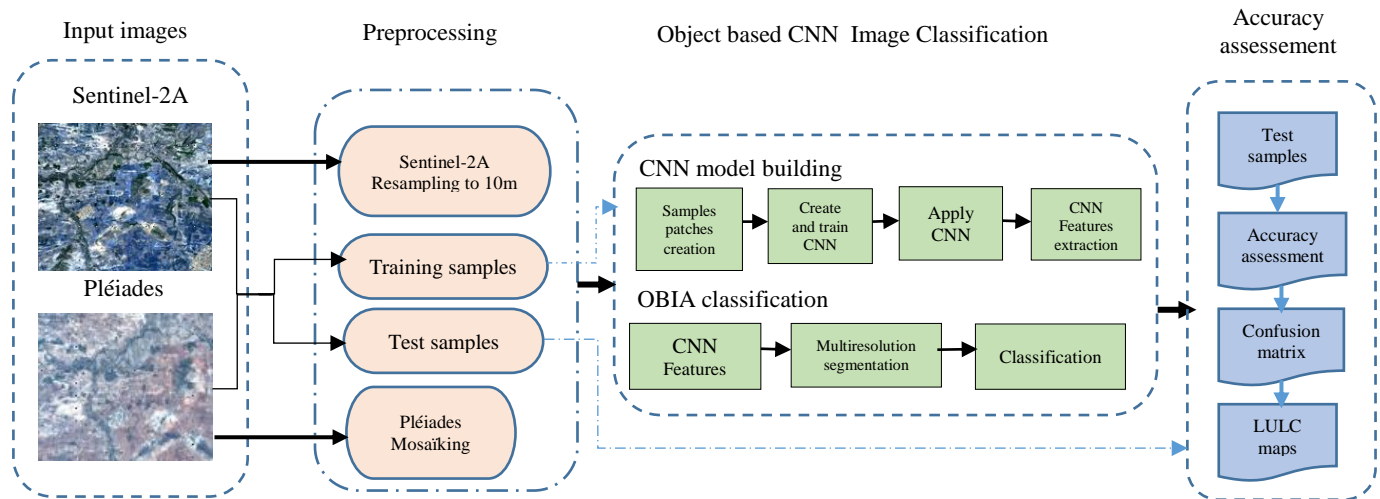 Input images
Preprocessing
Object based CNN Image Classification
Accuracy
assessement
Sentinel-2A
Pléiades
Sentinel-2A
Resampling to 10m
Training samples
Test samples
Pléiades
Mosaïking
CNN model building
Samples
patches
creation
Create
and train
CNN
Apply
CNN
CNN
Features
extraction
OBIA classification
CNN
Features
Multiresolution
segmentation
Classification
Test
samples
Accuracy
assessment
Confusion
matrix
LULC
maps